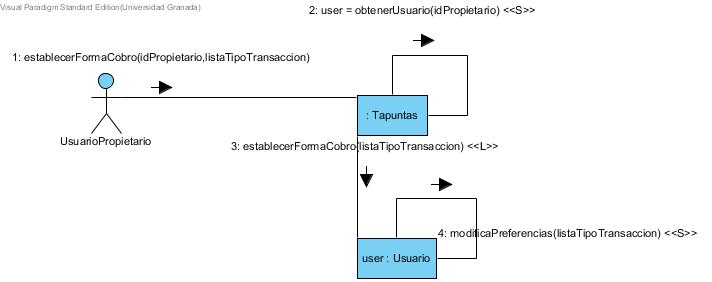 Visual Paradigm Standard Edition(Universidad Granada)
2: user = obtenerUsuario(idPropietario) <<S>>
1: establecerFormaCobro(idPropietario,listaTipoTransaccion)
: Tapuntas
UsuarioPropietario
3: establecerFormaCobro(listaTipoTransaccion) <<L>>
4: modificaPreferencias(listaTipoTransaccion) <<S>>
user : Usuario